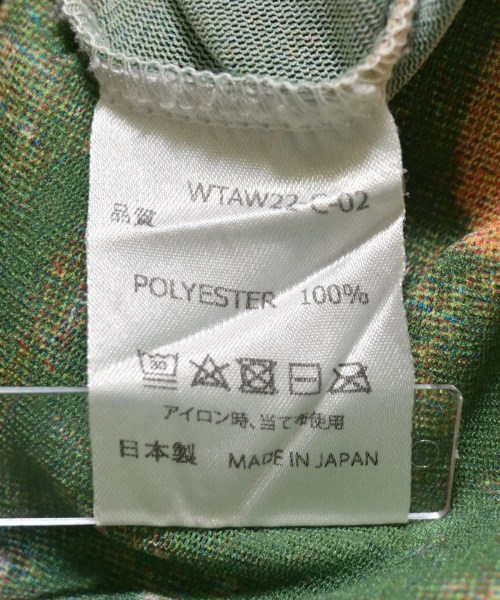 WTAW22 C-02
品質
POLYESTER 100%
30
アイロン時、当て布使用
日本製 MADE IN JAPAN